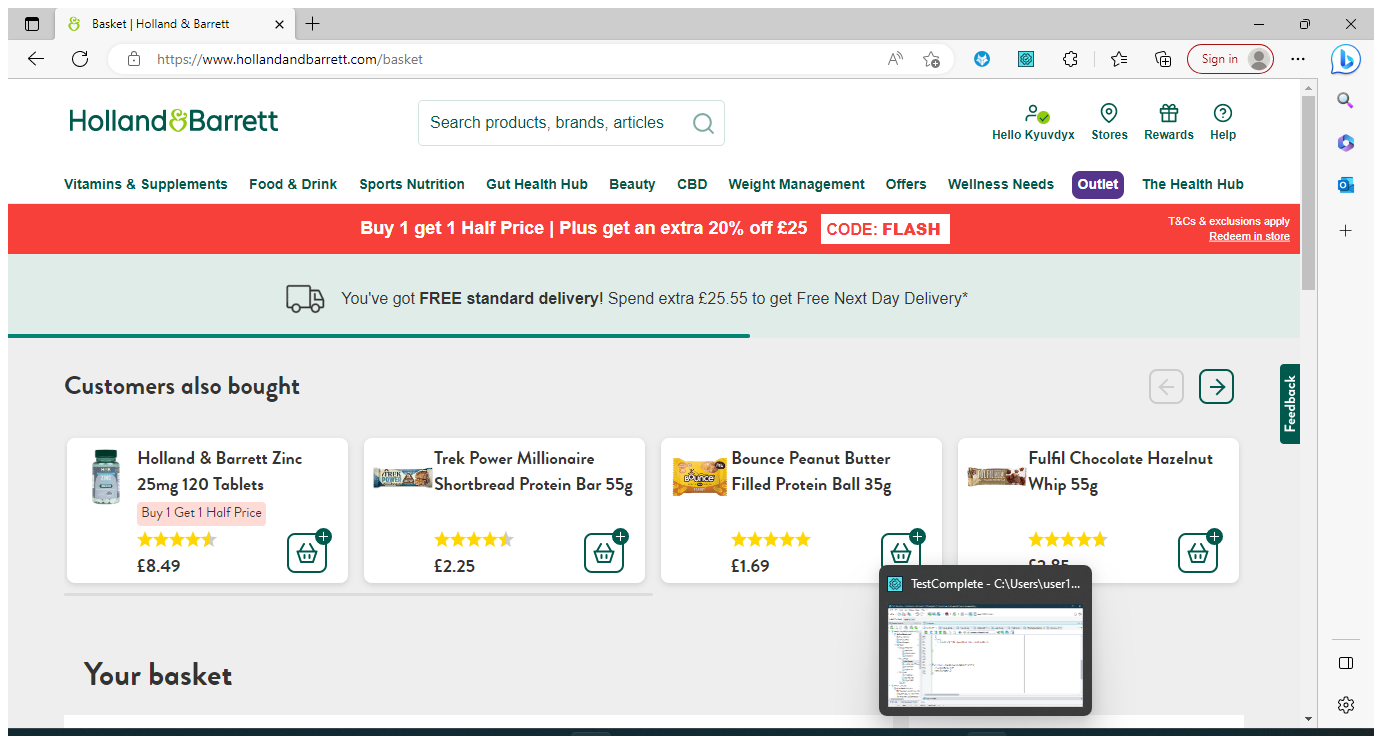 Basket | Holland & Barrett
https://www.hollandandbarrett.com/basket
Sign in
Holland&Barrett
Search products, brands, articles
Hello Kyuvdyx
Stores
Rewards
Help
Vitamins & Supplements
Food & Drink
Sports Nutrition
Gut Health Hub
Beauty
CBD
Weight Management
Offers
Wellness Needs
Outlet
The Health Hub
Buy 1 get 1 Half Price | Plus get an extra 20% off £25
CODE: FLASH
T&Cs & exclusions apply
Redeem in store
You've got FREE standard delivery! Spend extra £25.55 to get Free Next Day Delivery*
Customers also bought
Feedback
Holland & Barrett Zinc
25mg 120 Tablets
Buy 1 Get 1 Half Price
£8.49
Trek Power Millionaire
Shortbread Protein Bar 55g
£2.25
Bounce Peanut Butter
Filled Protein Ball 35g
£1.69
Fulfil Chocolate Hazelnut
Whip 55g
TestComplete - C:\Users\user1...
Your basket